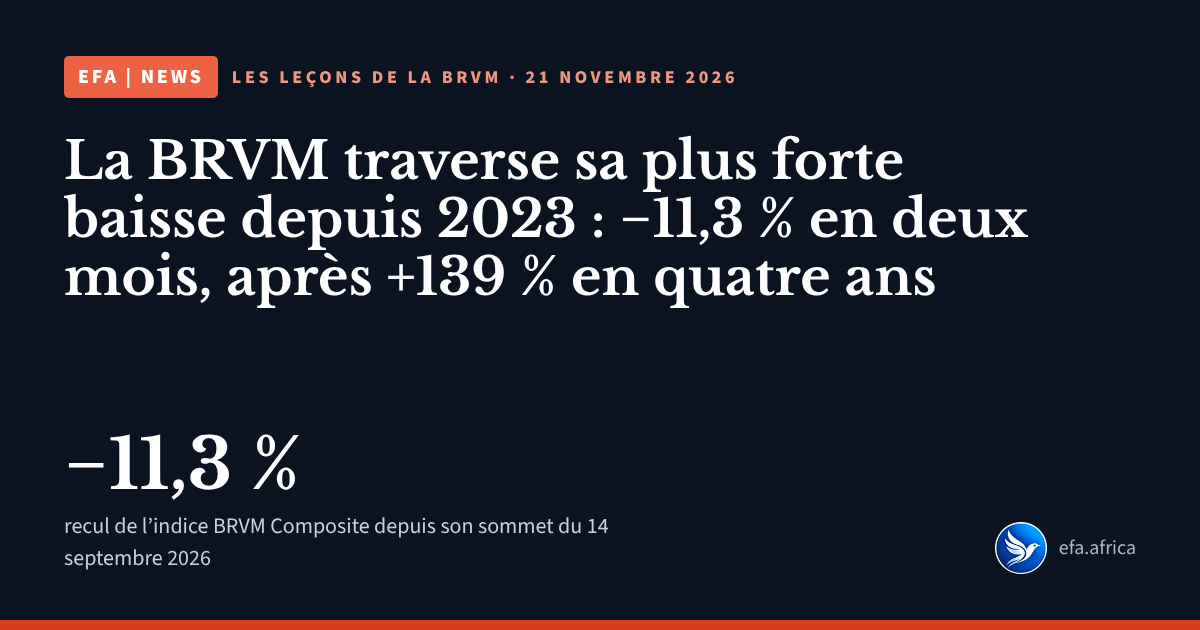 EFA | NEWS
LES LEÇONS DE LA BRVM · 21 NOVEMBRE 2026
La BRVM traverse sa plus forte
baisse depuis 2023 : −11,3 % en deux
mois, après +139 % en quatre ans
−11,3 %
recul de l’indice BRVM Composite depuis son sommet du 14
septembre 2026
efa.africa